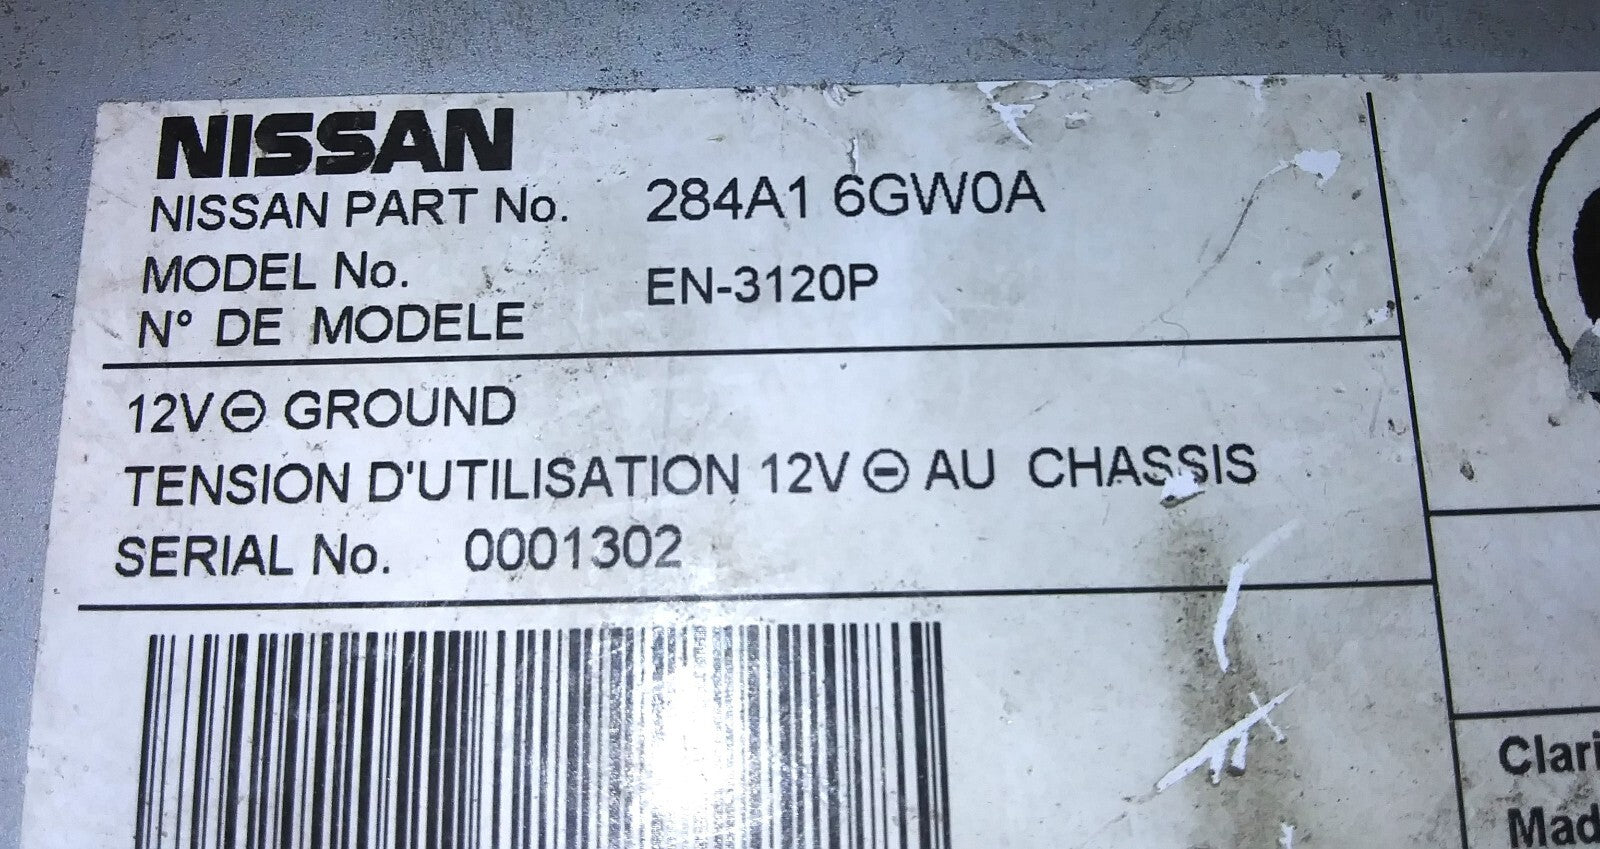 NISSAN
NISSAN PART No. 284A1 6GW0A
MODEL No. EN-3120P
N° DE MODELE
12V⊖ GROUND
TENSION D'UTILISATION 12V⊖ AU CHASSIS
SERIAL No. 0001302